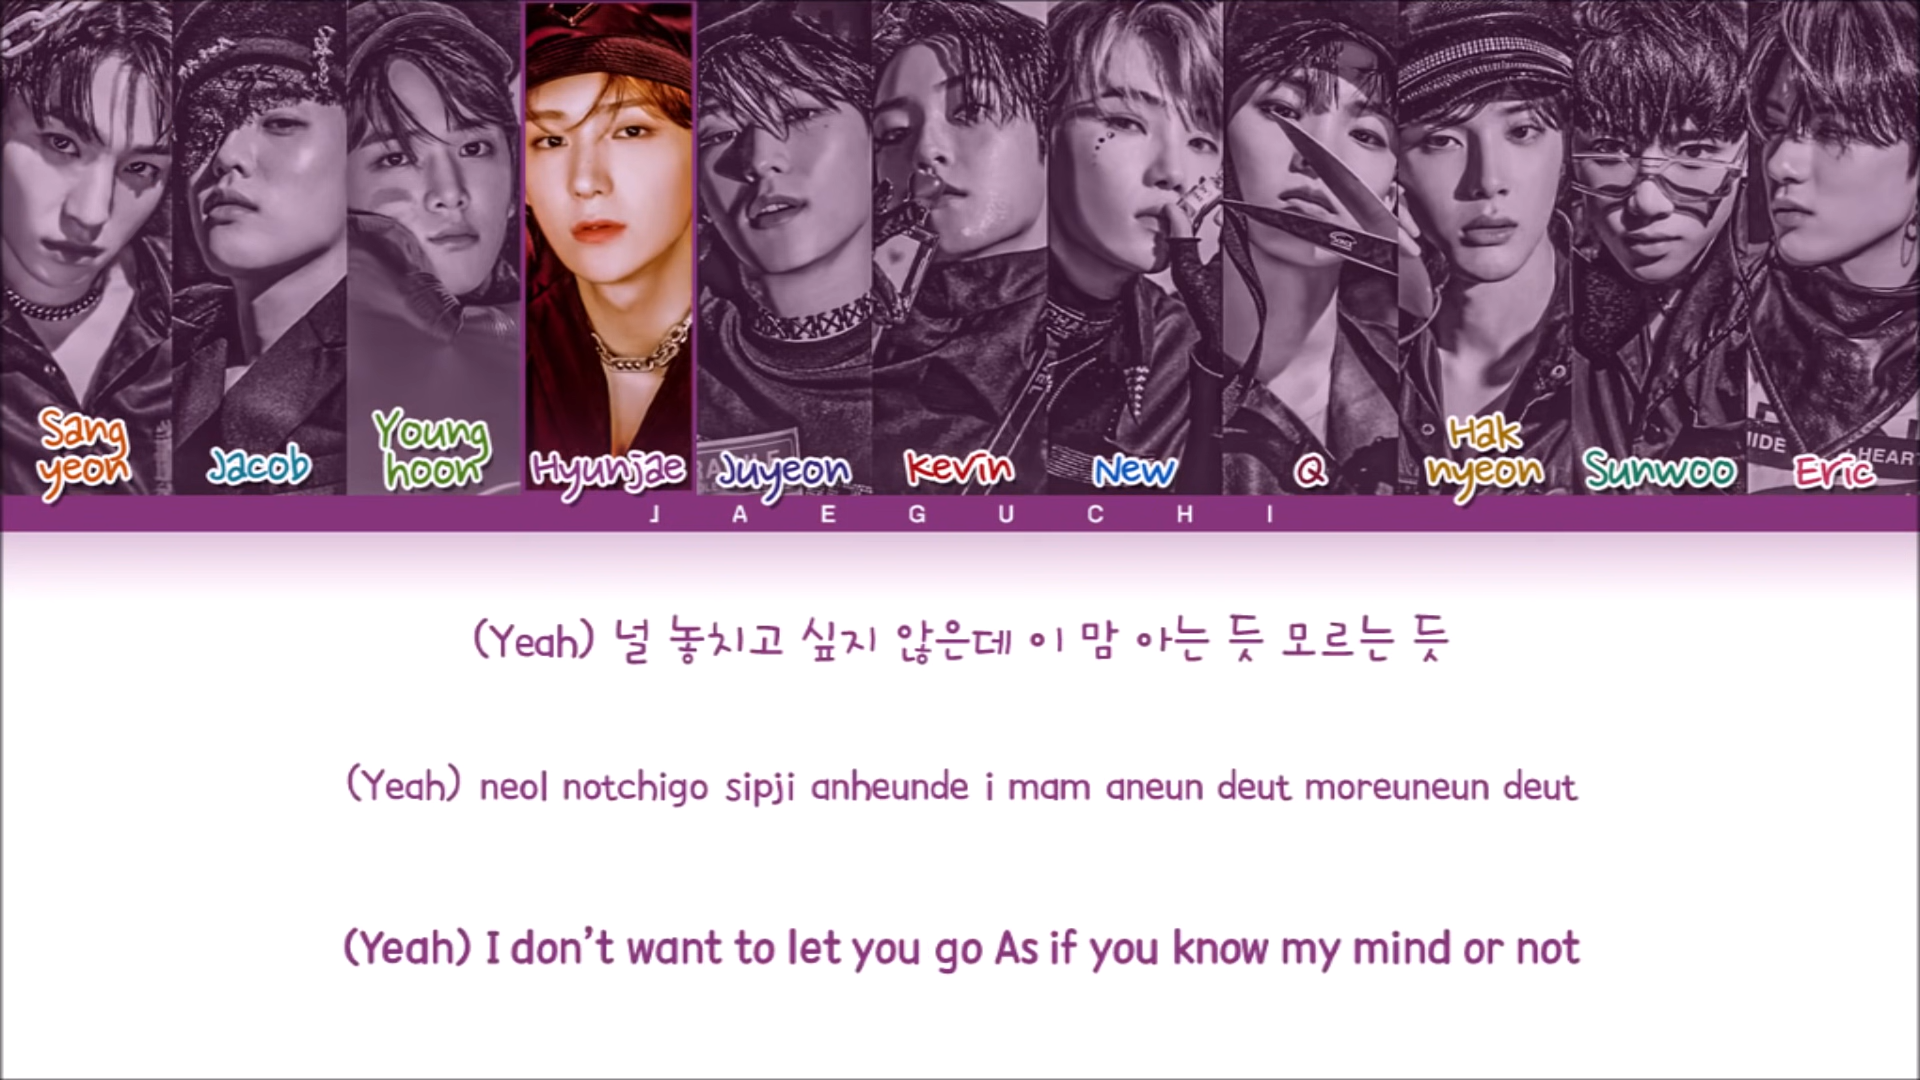 Sang
yeon
Jacob
Young
hoon
Hyunjae
Juyeon
Kevin
New
Q
Hak
nyeon
Sunwoo
Eric
HEAR
JAEGUCHI
(Yeah) 널 놓치고 싶지 않은데 이 맘 아는 듯 모르는 듯
(Yeah) neol notchigo sipji anheunde i mam aneun deut moreuneun deut
(Yeah) I don't want to let you go As if you know my mind or not